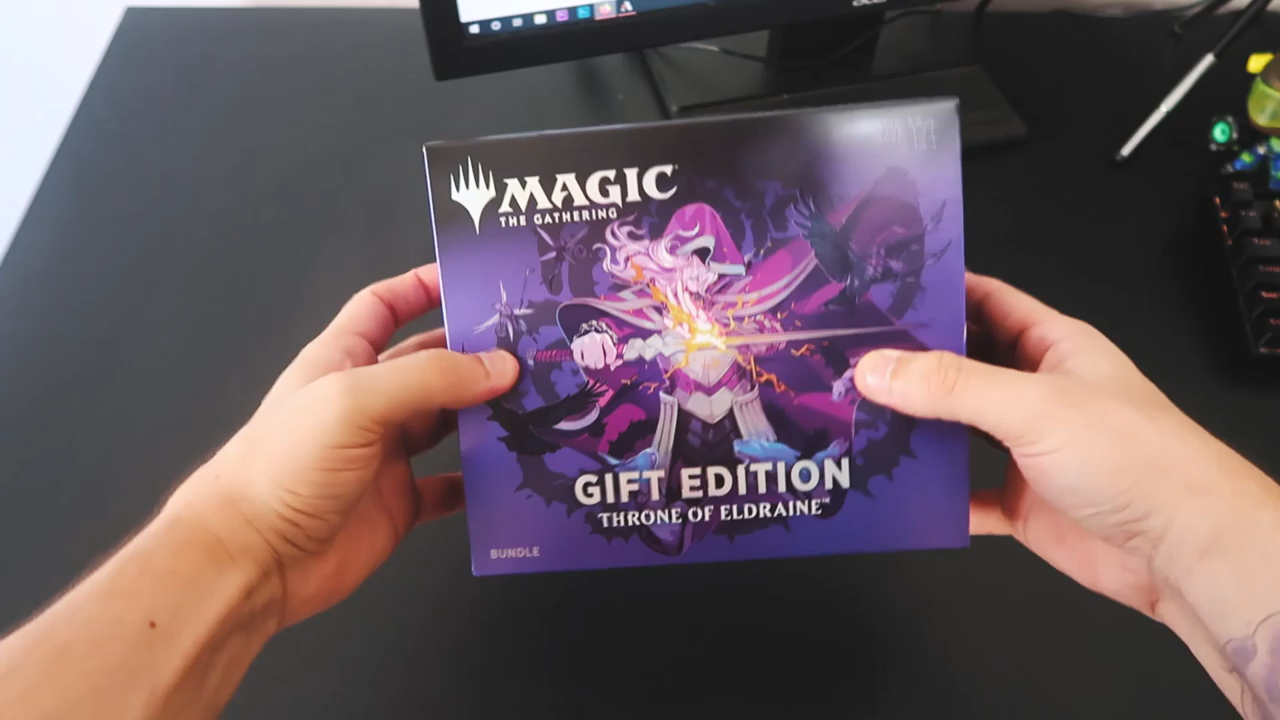 MAGIC
THE GATHERING
GIFT EDITION
THRONE OF ELDRAINE™
BUNDLE